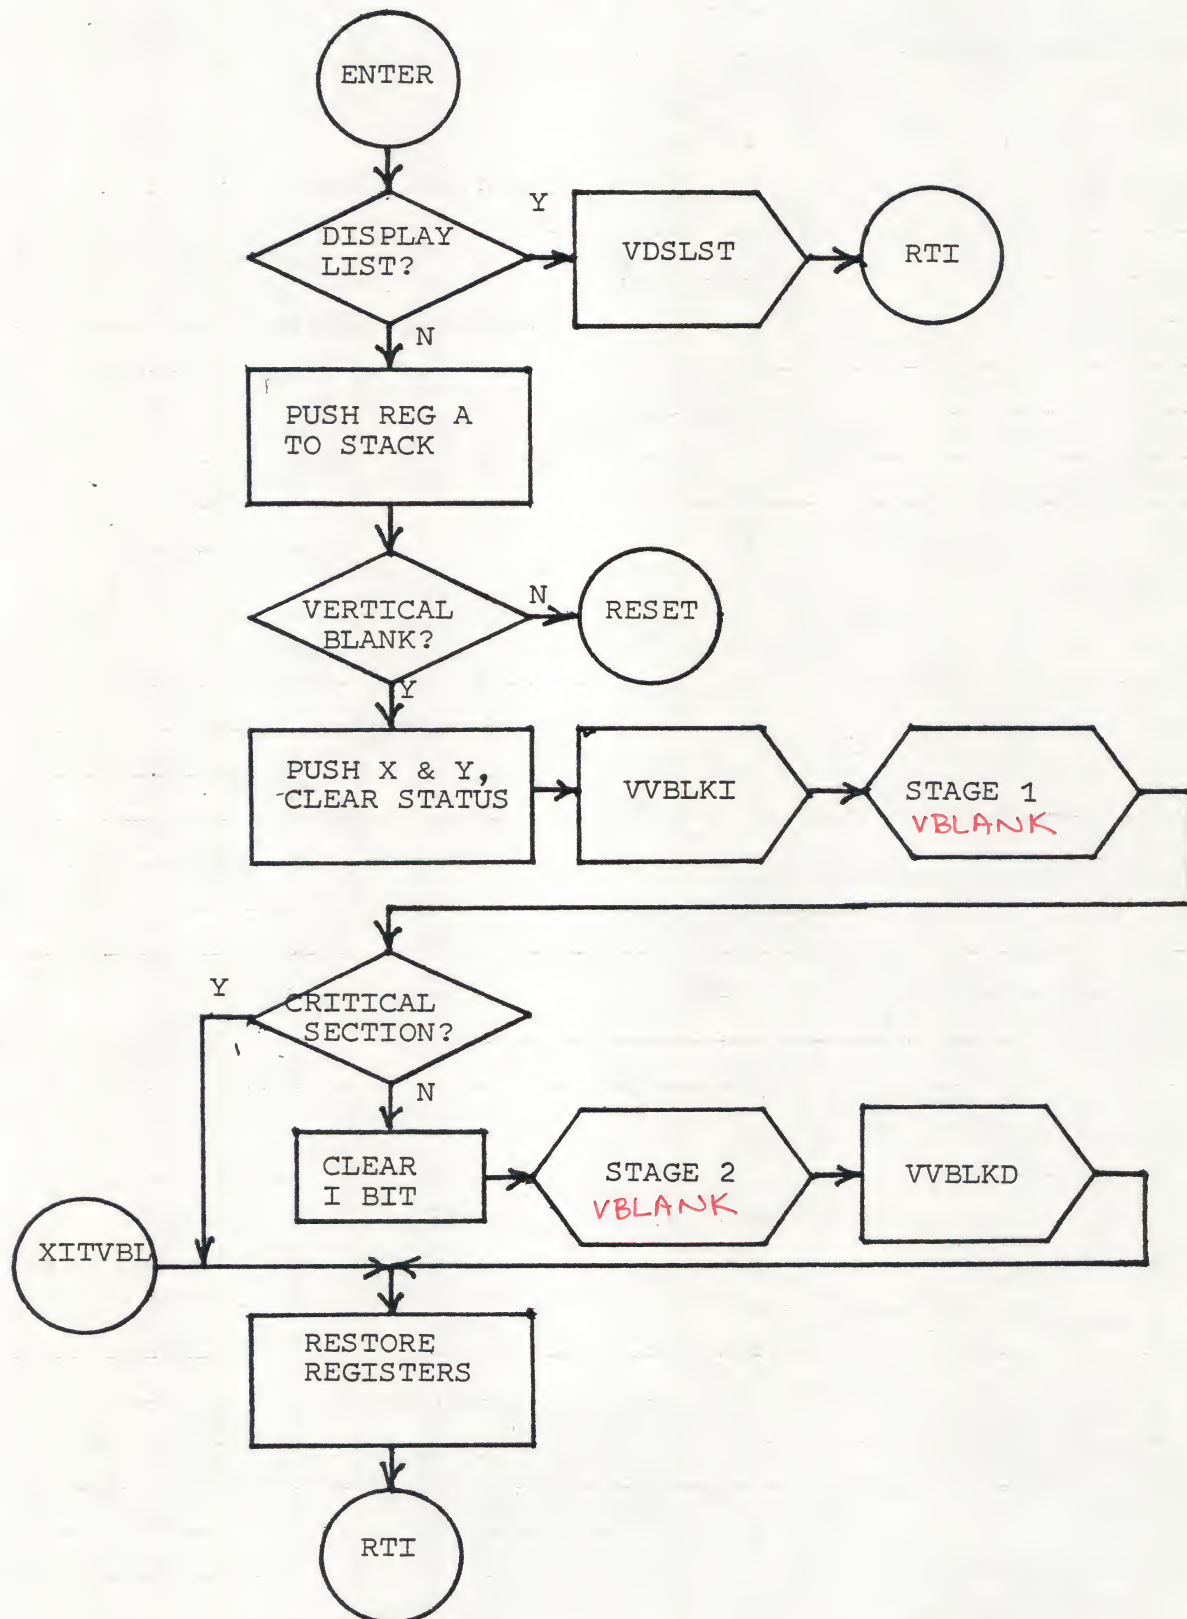 ENTER
DISPLAY
LIST?
Y
VDSLST
RTI
N
PUSH REG A
TO STACK
VERTICAL
BLANK?
N
RESET
Y
PUSH X & Y,
CLEAR STATUS
VVBLKI
STAGE 1
VBLANK
Y
CRITICAL
SECTION?
N
CLEAR
I BIT
STAGE 2
VBLANK
VVBLKD
XITVBL
RESTORE
REGISTERS
RTI